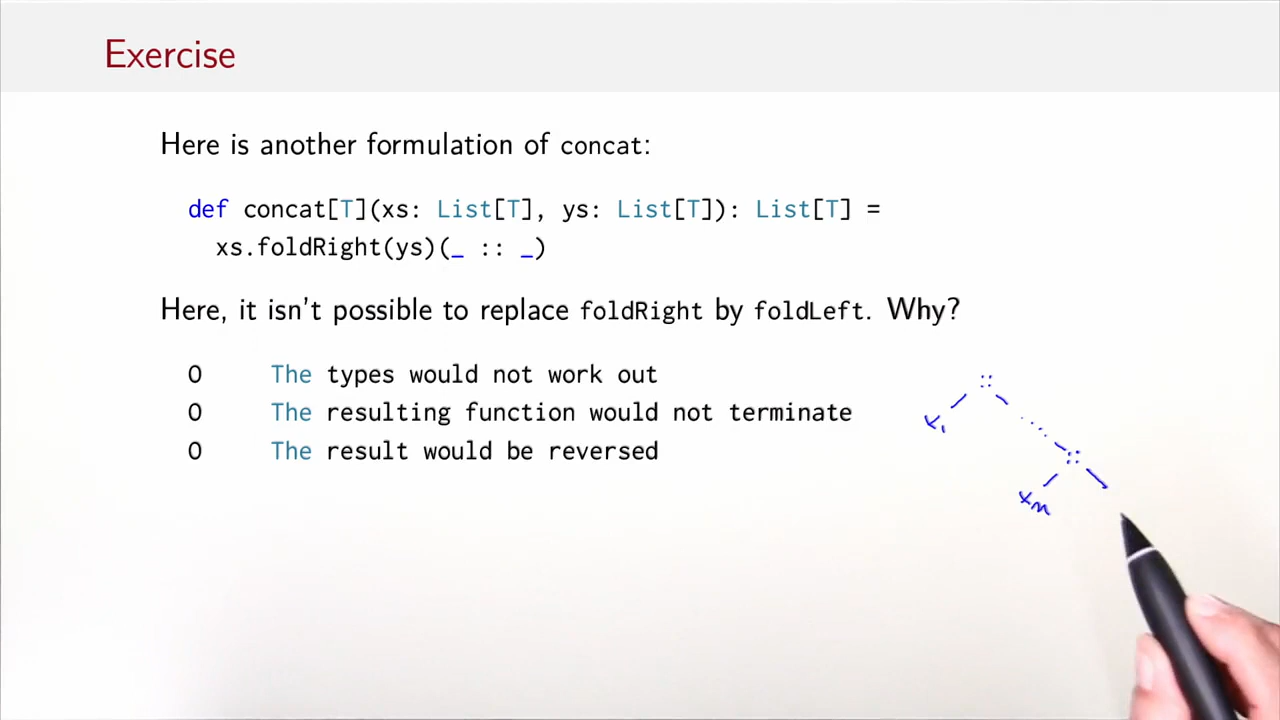 Exercise
Here is another formulation of concat:
def concat[T](xs: List[T], ys: List[T]): List[T] =
xs.foldRight(ys)(_ :: _)
Here, it isn't possible to replace foldRight by foldLeft. Why?
O The types would not work out
O The resulting function would not terminate
O The result would be reversed
::
x1
...
::
xn